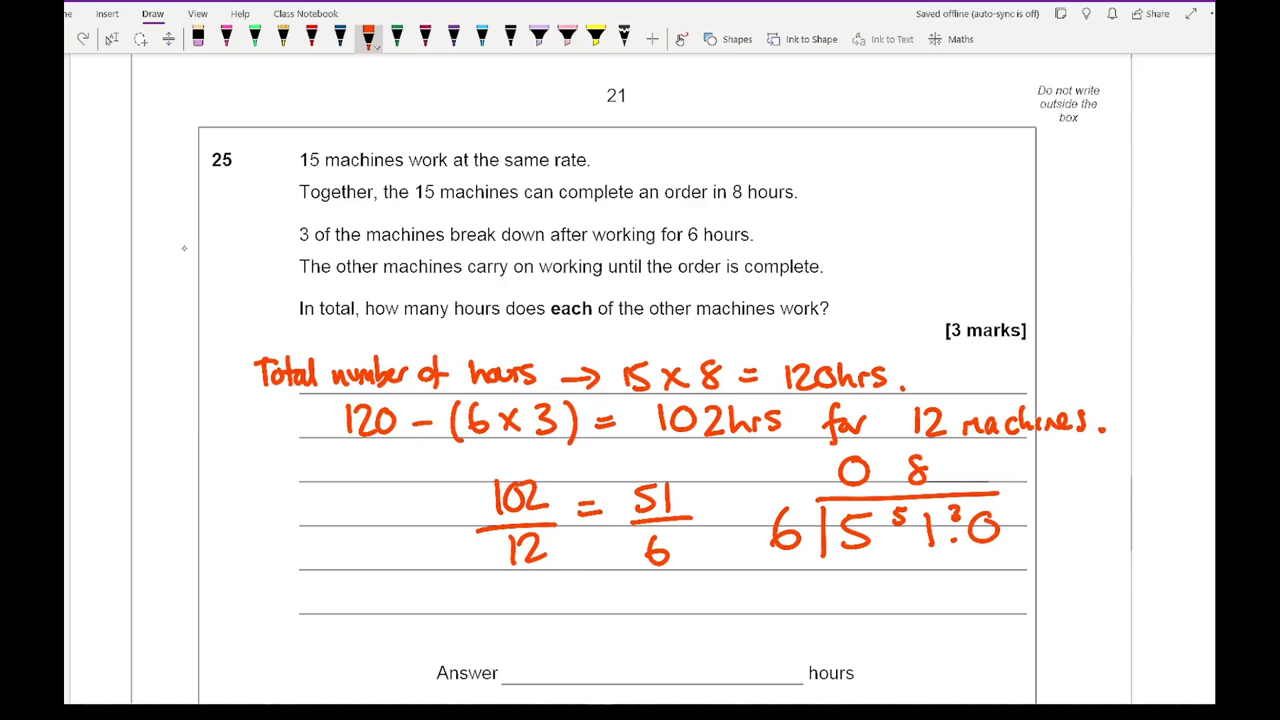 Insert Draw View Help Class Notebook Saved offline (auto-sync is off) Share
Shapes Ink to Shape Ink to Text Maths
21
Do not write
outside the
box
25 15 machines work at the same rate.
Together, the 15 machines can complete an order in 8 hours.
3 of the machines break down after working for 6 hours.
The other machines carry on working until the order is complete.
In total, how many hours does each of the other machines work?
[3 marks]
Total number of hours → 15 × 8 = 120hrs.
120 - (6 × 3) = 102hrs for 12 machines.
0 8
102/12 = 51/6
6 5 5 1 . 3 0
Answer hours